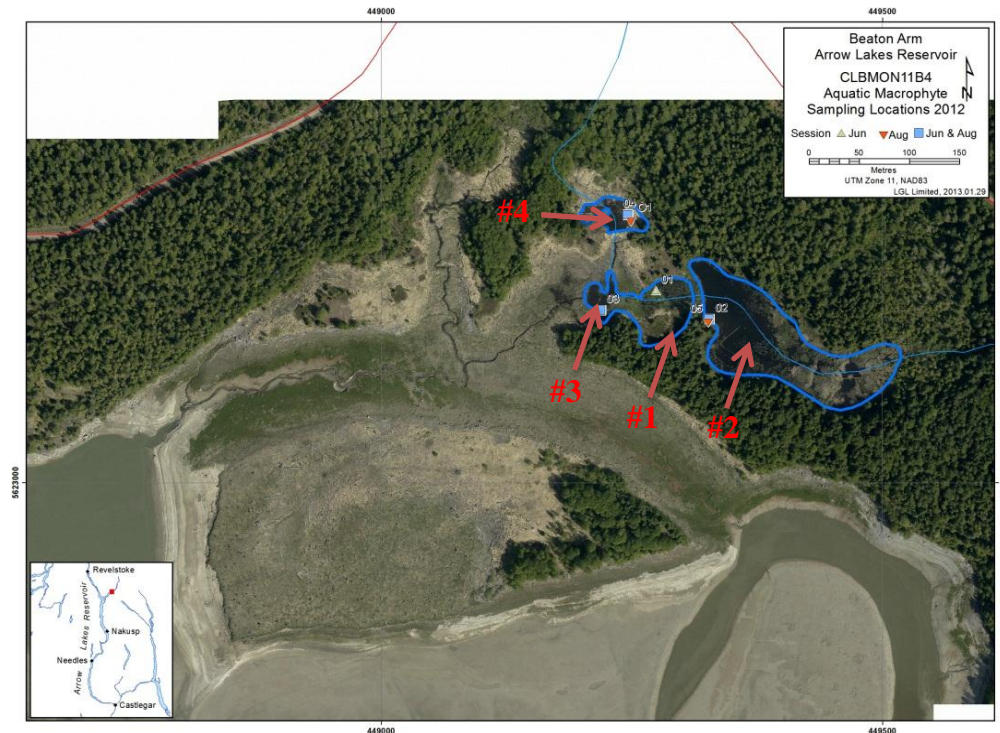 449000
449500
Beaton Arm
Arrow Lakes Reservoir
CLBMON11B4
Aquatic Macrophyte
Sampling Locations 2012
N
Session Jun Aug Jun & Aug
0 50 100 150
Metres
UTM Zone 11, NAD83
LGL Limited, 2013.01.29
#4
04
01
01
03
05
02
#3
#1
#2
5623000
Revelstoke
Arrow Lakes Reservoir
Nakusp
Needles
Castlegar
449000
449500